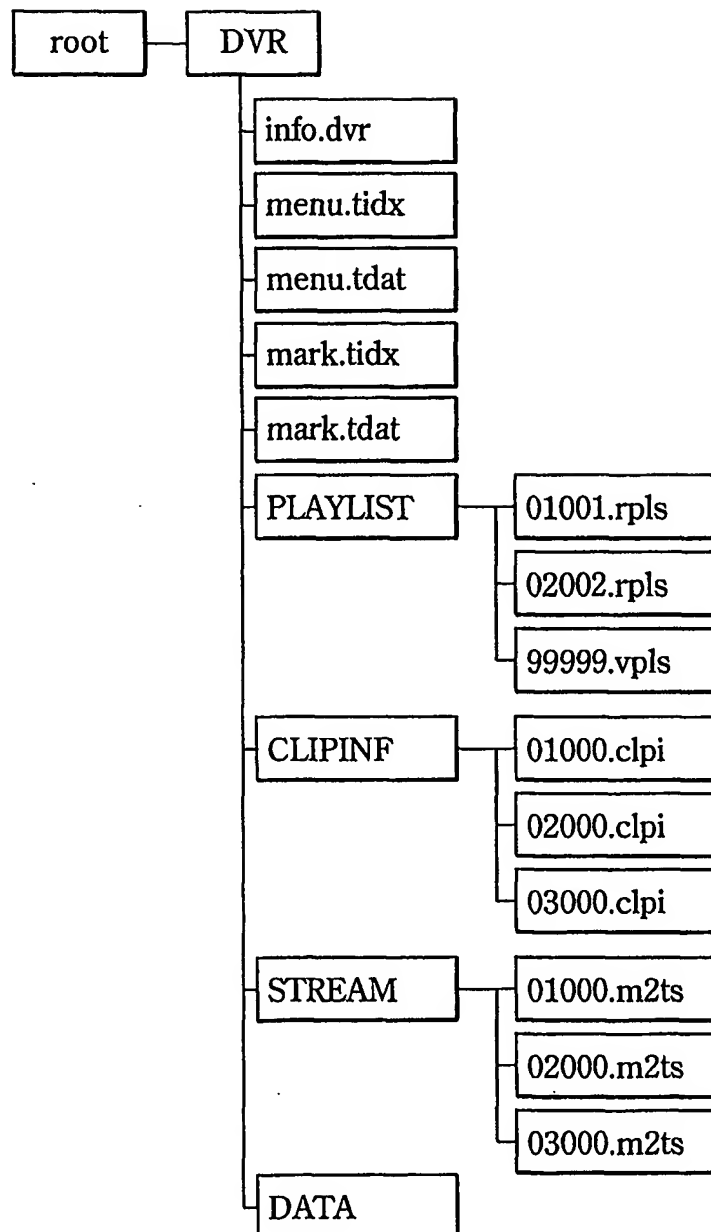 root
DVR
info.dvr
menu.tidx
menu.tdat
mark.tidx
mark.tdat
PLAYLIST
01001.rpls
02002.rpls
99999.vpls
CLIPINF
01000.clpi
02000.clpi
03000.clpi
STREAM
01000.m2ts
02000.m2ts
03000.m2ts
DATA